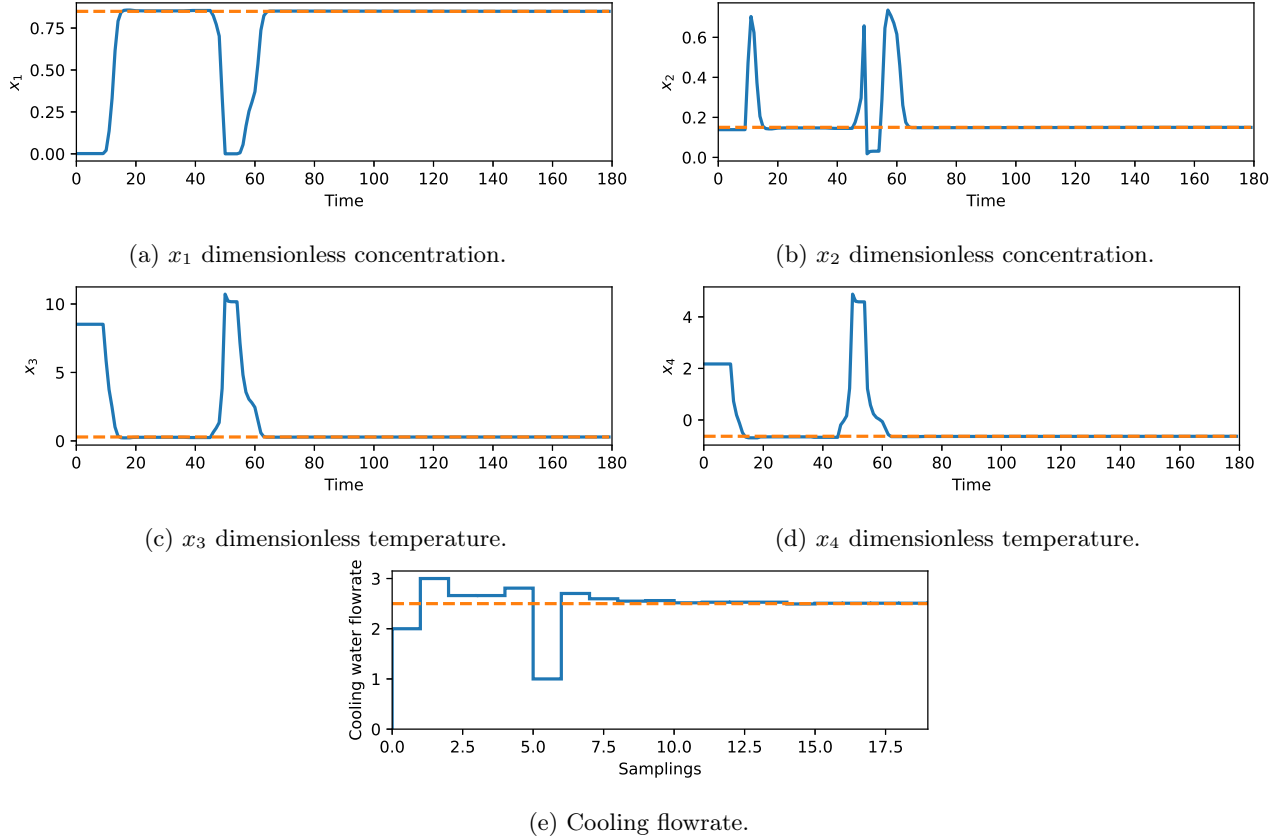 0.75
0.50
0.25
0.00
x₁
0 20 40 60 80 100 120 140 160 180
Time
(a) x₁ dimensionless concentration.
0.6
0.4
0.2
0.0
x₂
0 20 40 60 80 100 120 140 160 180
Time
(b) x₂ dimensionless concentration.
10
5
0
x₃
0 20 40 60 80 100 120 140 160 180
Time
(c) x₃ dimensionless temperature.
4
2
0
x₄
0 20 40 60 80 100 120 140 160 180
Time
(d) x₄ dimensionless temperature.
3
2
1
0
Cooling water flowrate
0.0 2.5 5.0 7.5 10.0 12.5 15.0 17.5
Samplings
(e) Cooling flowrate.